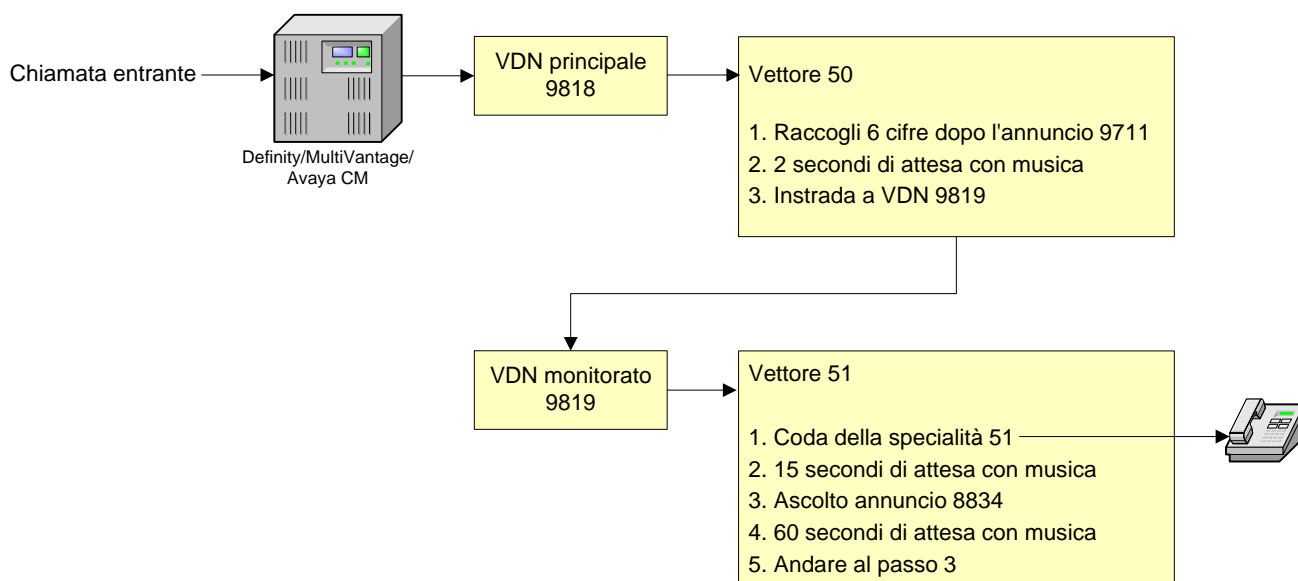 Chiamata entrante
Definity/MultiVantage/
Avaya CM
VDN principale
9818
Vettore 50
1. Raccogli 6 cifre dopo l'annuncio 9711
2. 2 secondi di attesa con musica
3. Instrada a VDN 9819
VDN monitorato
9819
Vettore 51
1. Coda della specialità 51
2. 15 secondi di attesa con musica
3. Ascolto annuncio 8834
4. 60 secondi di attesa con musica
5. Andare al passo 3